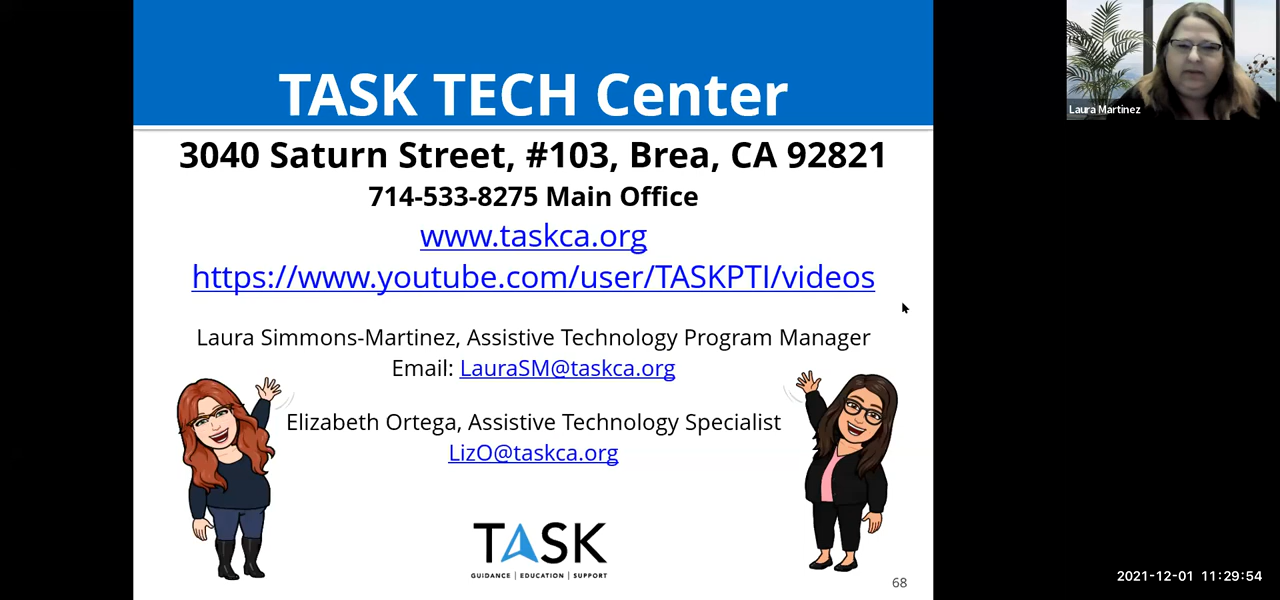 TASK TECH Center
3040 Saturn Street, #103, Brea, CA 92821
714-533-8275 Main Office
www.taskca.org
https://www.youtube.com/user/TASKPTI/videos
Laura Simmons-Martinez, Assistive Technology Program Manager
Email: LauraSM@taskca.org
Elizabeth Ortega, Assistive Technology Specialist
LizO@taskca.org
TASK
GUIDANCE | EDUCATION | SUPPORT
68
Laura Martinez
2021-12-01 11:29:54